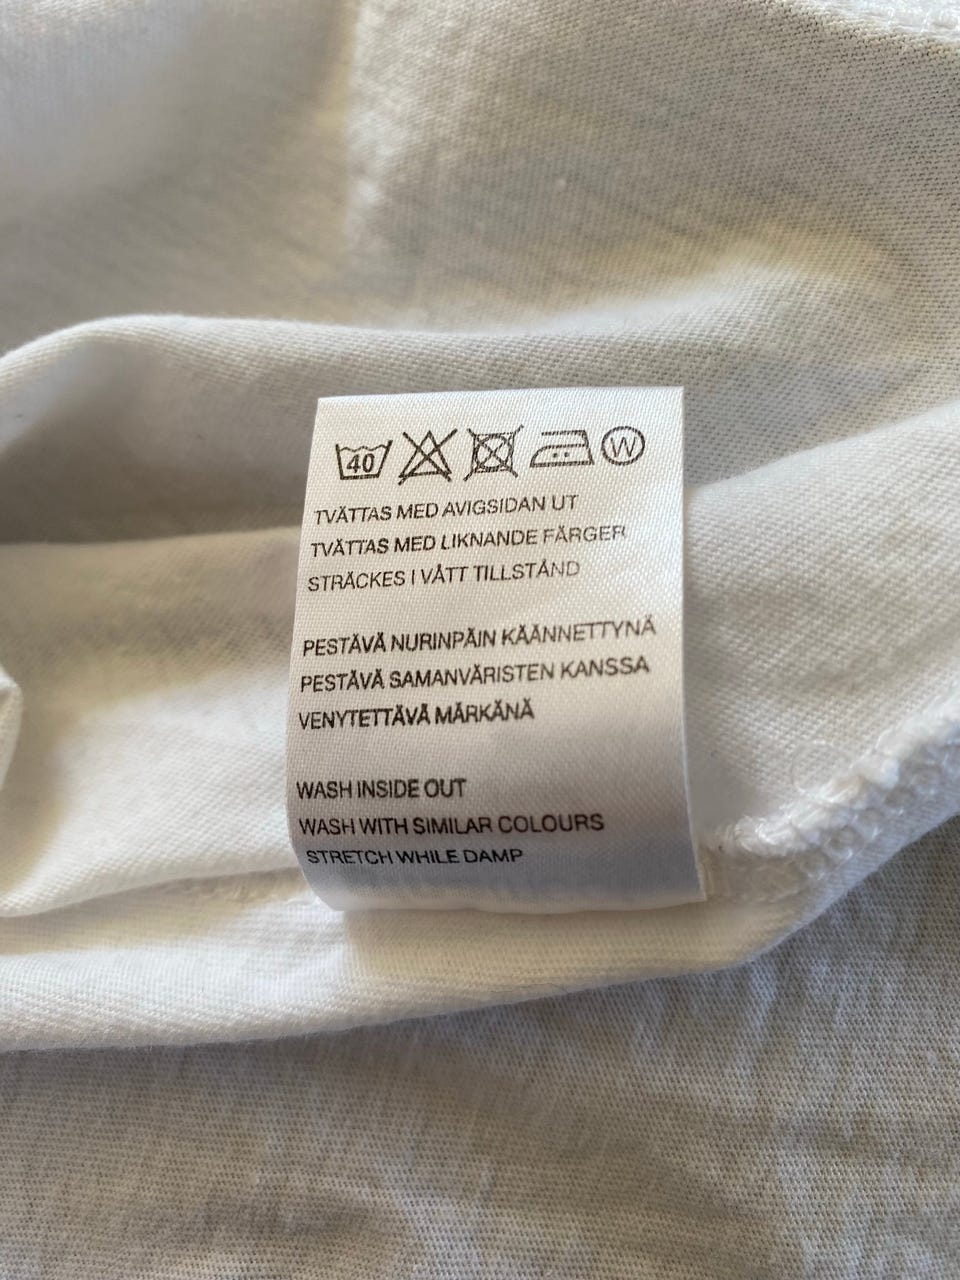 40 W
TVÄTTAS MED AVIGSIDAN UT
TVÄTTAS MED LIKNANDE FÄRGER
STRÄCKES I VÅTT TILLSTÅND
PESTÄVÄ NURINPÄIN KÄÄNNETTYNÄ
PESTÄVÄ SAMANVÄRISTEN KANSSA
VENYTETTÄVÄ MÄRKÄNÄ
WASH INSIDE OUT
WASH WITH SIMILAR COLOURS
STRETCH WHILE DAMP